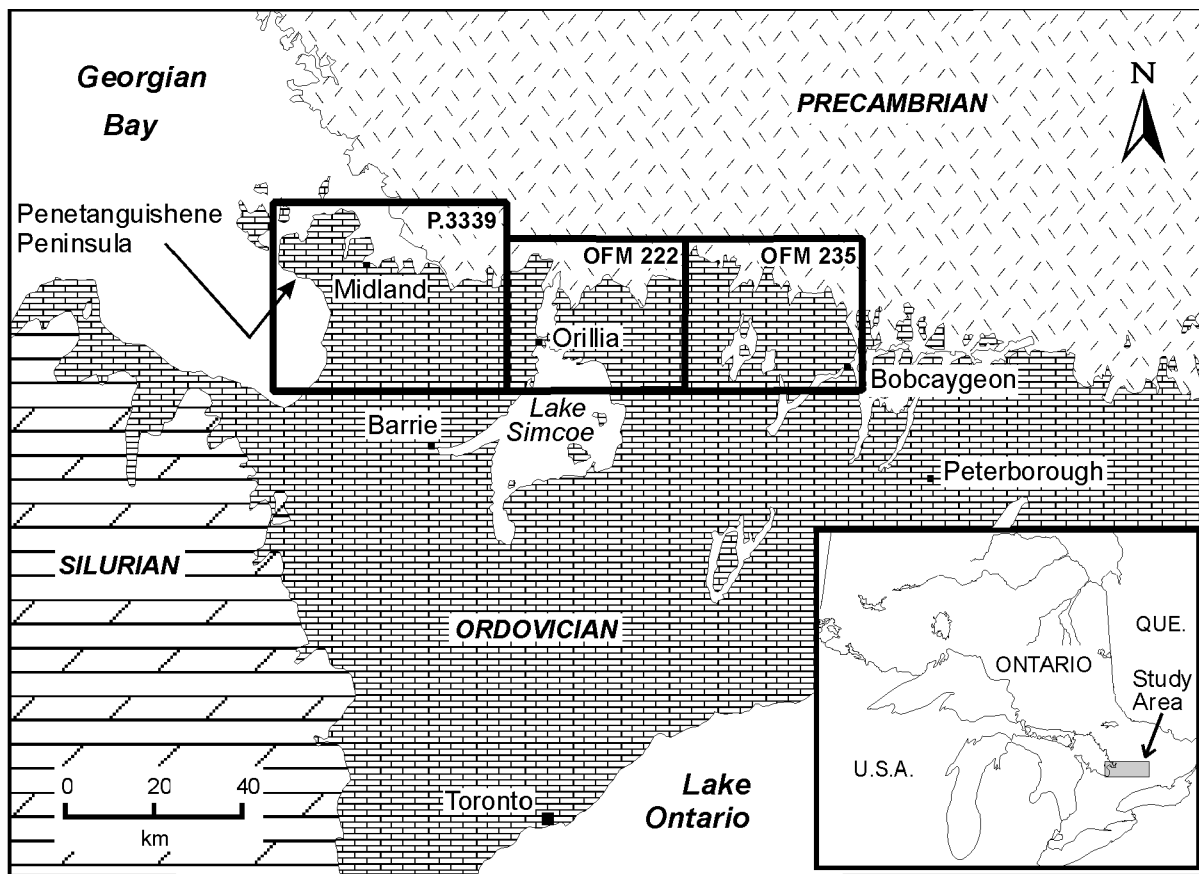 Georgian
Bay
N
PRECAMBRIAN
Penetanguishene
Peninsula
P.3339
OFM 222
OFM 235
Midland
Orillia
Bobcaygeon
Lake
Simcoe
Barrie
Peterborough
SILURIAN
ORDOVICIAN
QUE.
ONTARIO
Study
Area
U.S.A.
0 20 40
km
Toronto
Lake
Ontario